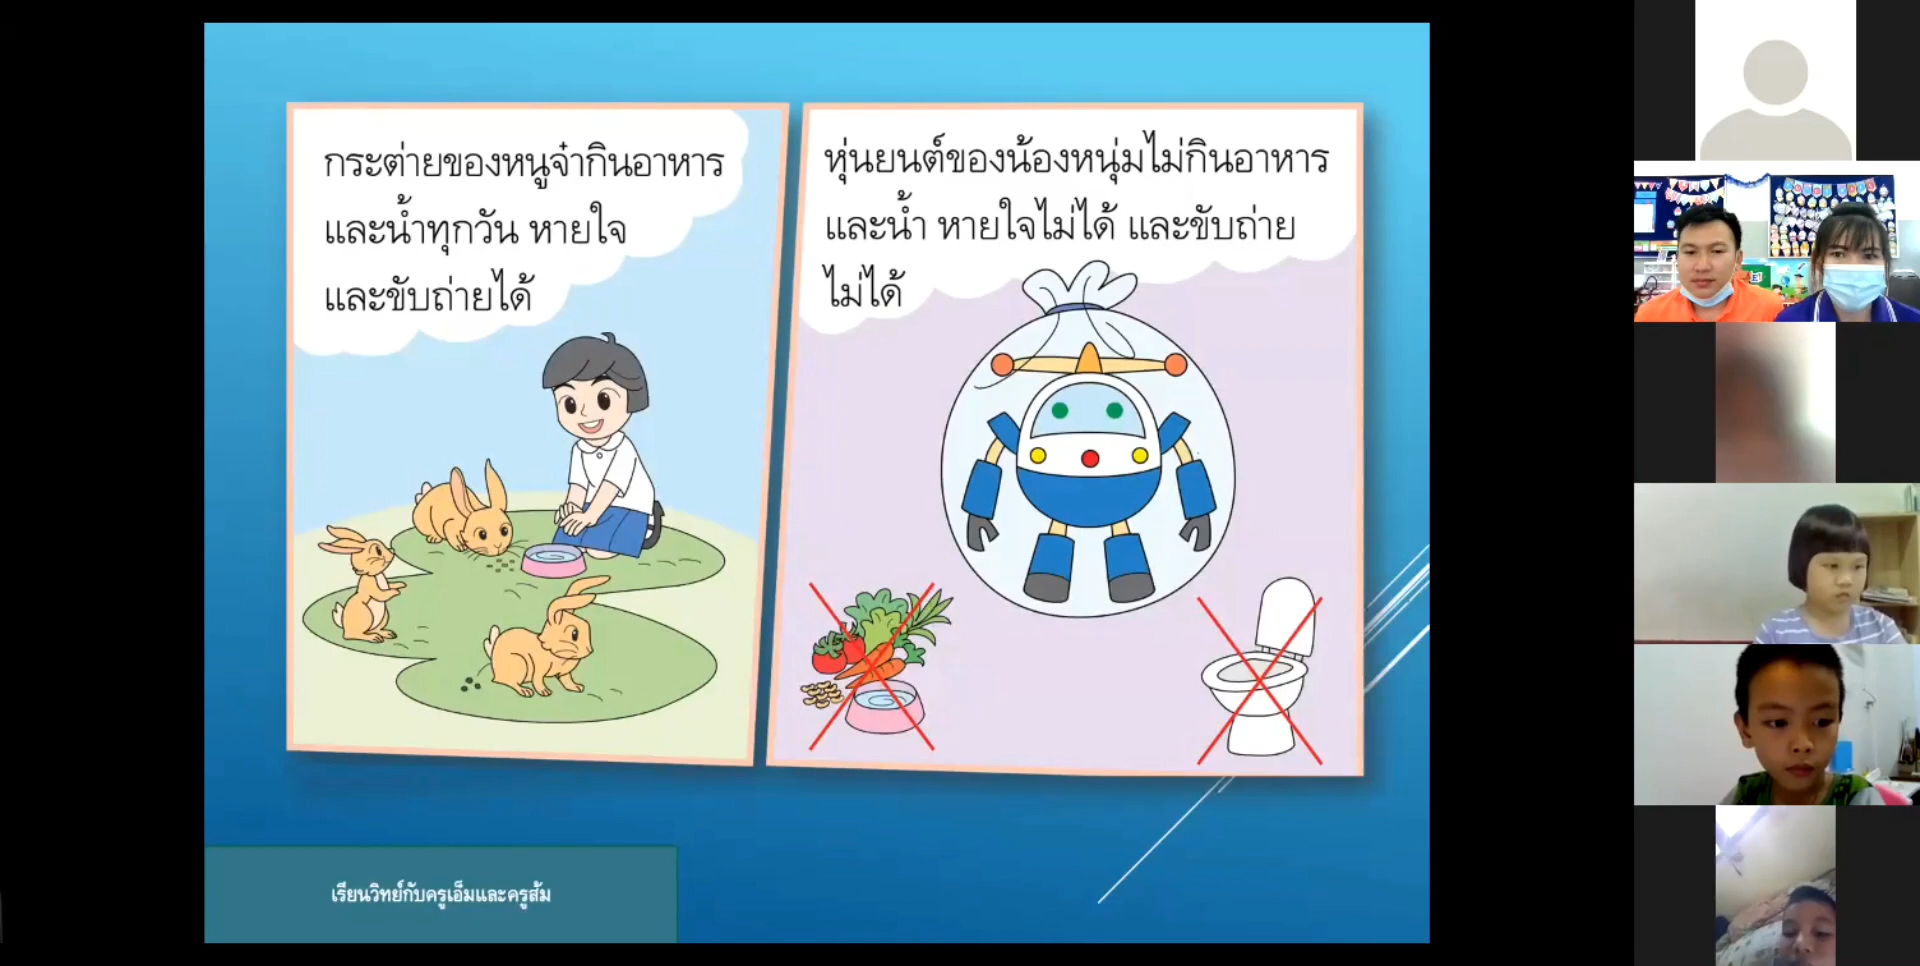 กระต่ายของหนูจ๋ากินอาหาร
และน้ำทุกวัน หายใจ
และขับถ่ายได้
หุ่นยนต์ของน้องหนุ่มไม่กินอาหาร
และน้ำ หายใจไม่ได้ และขับถ่าย
ไม่ได้
เรียนวิทย์กับครูเอ็มและครูส้ม